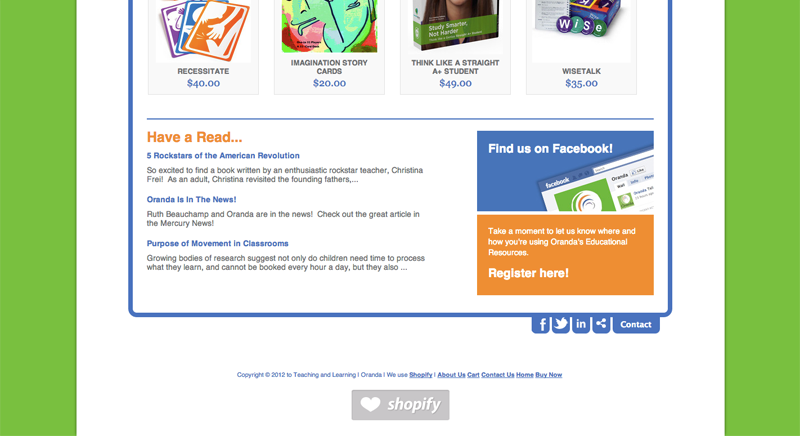 Study Smarter,
Not Harder
WiSe
RECESSITATE
$40.00
IMAGINATION STORY
CARDS
$20.00
THINK LIKE A STRAIGHT
A+ STUDENT
$49.00
WISETALK
$35.00
Have a Read...
5 Rockstars of the American Revolution
So excited to find a book written by an enthusiastic rockstar teacher, Christina
Frei!  As an adult, Christina revisited the founding fathers,...
Oranda Is In The News!
Ruth Beauchamp and Oranda are in the news!  Check out the great article in
the Mercury News!
Purpose of Movement in Classrooms
Growing bodies of research suggest not only do children need time to process
what they learn, and cannot be booked every hour a day, but they also ...
Find us on Facebook!
facebook
Oranda
Like
Wall Info
Take a moment to let us know where and
how you're using Oranda's Educational
Resources.
Register here!
Contact
Copyright © 2012 to Teaching and Learning | Oranda | We use Shopify | About Us Cart Contact Us Home Buy Now
shopify